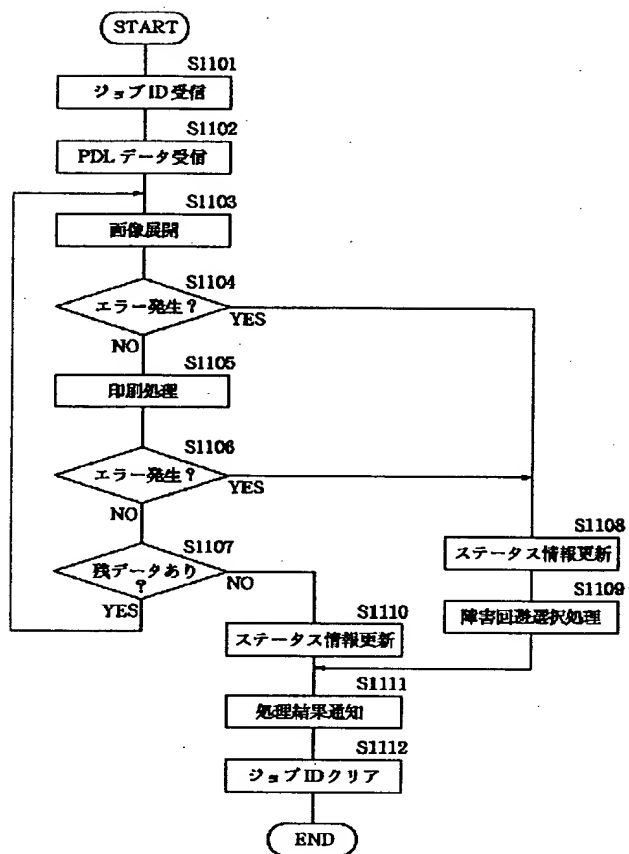 START
S1101
ジョブID受信
S1102
PDLデータ受信
S1103
画像展開
S1104
エラー発生？
YES
NO
S1105
印刷処理
S1106
エラー発生？
YES
NO
S1107
残データあり
？
NO
YES
S1108
ステータス情報更新
S1109
障害回避選択処理
S1110
ステータス情報更新
S1111
処理結果通知
S1112
ジョブIDクリア
END